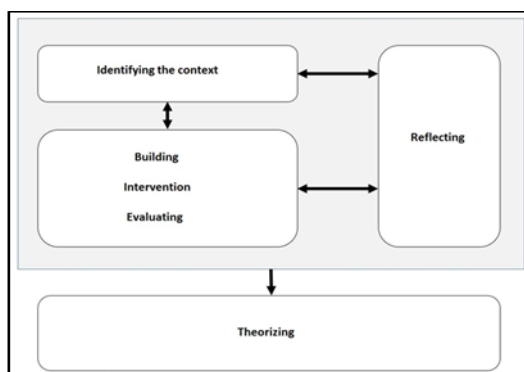 Identifying the context
Building
Intervention
Evaluating
Reflecting
Theorizing